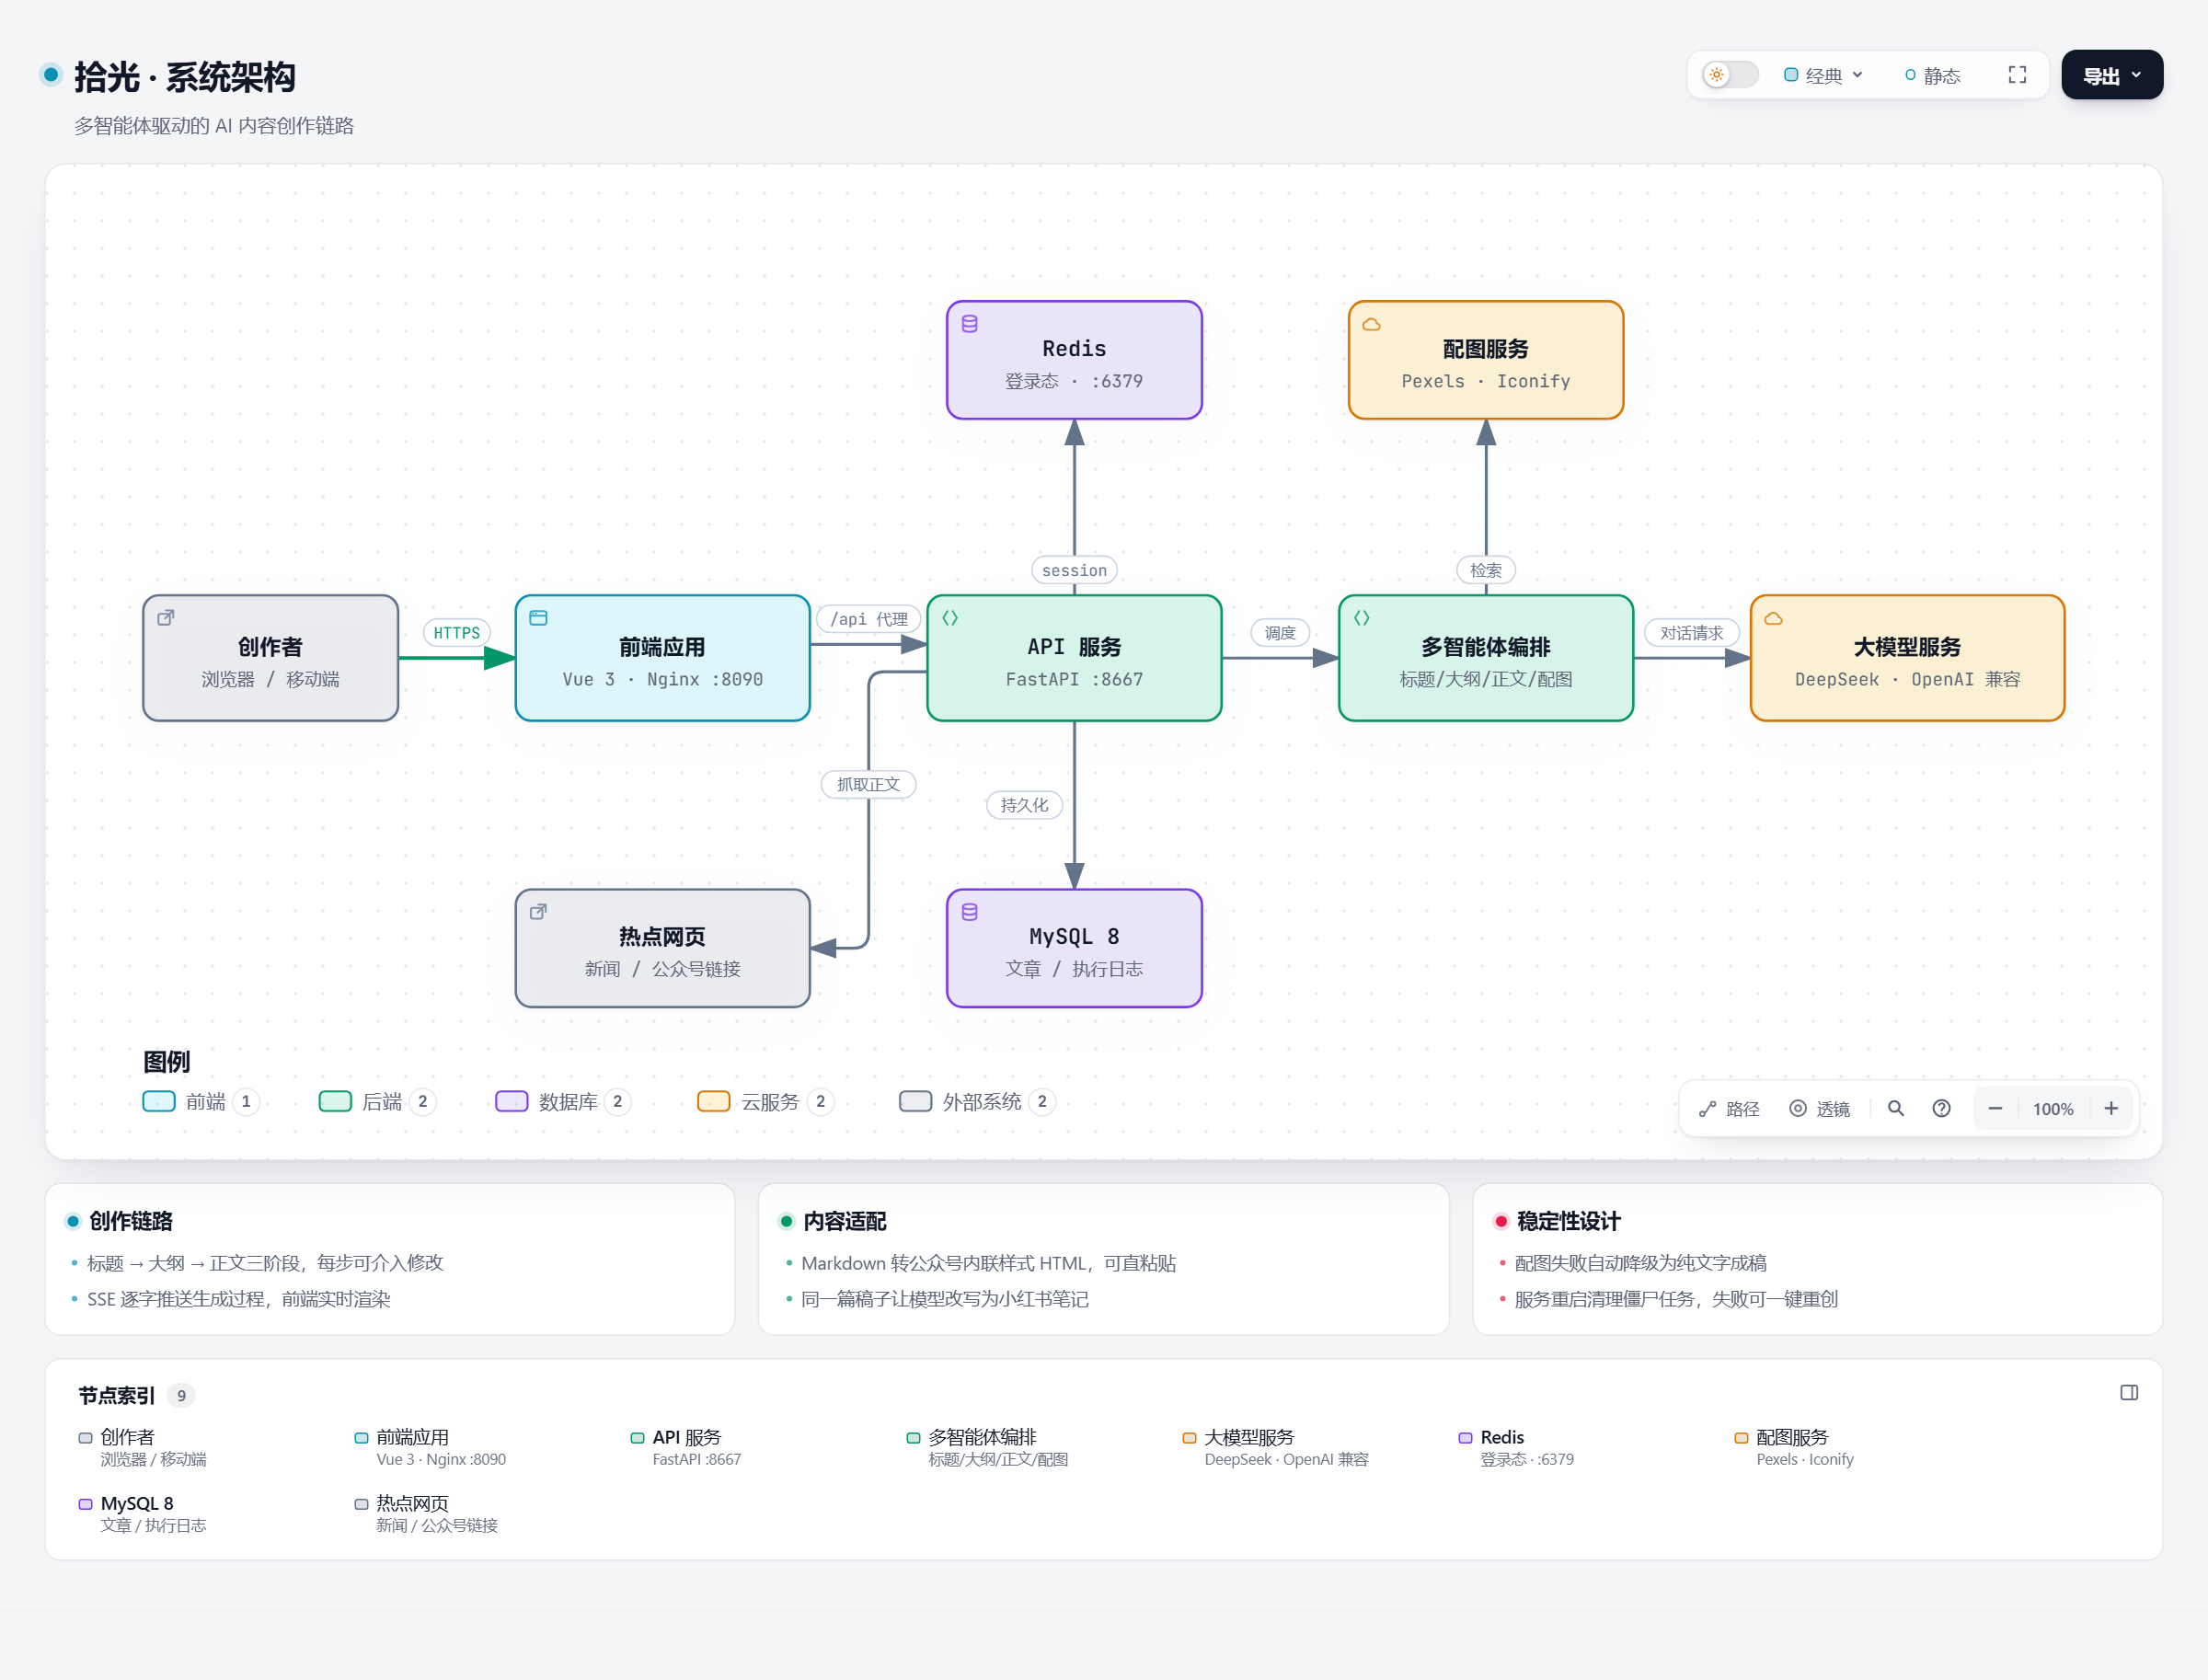 拾光 · 系统架构
多智能体驱动的 AI 内容创作链路
经典
静态
导出
Redis
登录态 · :6379
配图服务
Pexels · Iconify
session
检索
创作者
浏览器 / 移动端
HTTPS
前端应用
Vue 3 · Nginx :8090
/api 代理
API 服务
FastAPI :8667
调度
多智能体编排
标题/大纲/正文/配图
对话请求
大模型服务
DeepSeek · OpenAI 兼容
抓取正文
持久化
热点网页
新闻 / 公众号链接
MySQL 8
文章 / 执行日志
图例
前端 1
后端 2
数据库 2
云服务 2
外部系统 2
路径
透镜
100%
创作链路
标题 → 大纲 → 正文三阶段，每步可介入修改
SSE 逐字推送生成过程，前端实时渲染
内容适配
Markdown 转公众号内联样式 HTML，可直粘贴
同一篇稿子让模型改写为小红书笔记
稳定性设计
配图失败自动降级为纯文字成稿
服务重启清理僵尸任务，失败可一键重创
节点索引 9
创作者
浏览器 / 移动端
前端应用
Vue 3 · Nginx :8090
API 服务
FastAPI :8667
多智能体编排
标题/大纲/正文/配图
大模型服务
DeepSeek · OpenAI 兼容
Redis
登录态 · :6379
配图服务
Pexels · Iconify
MySQL 8
文章 / 执行日志
热点网页
新闻 / 公众号链接